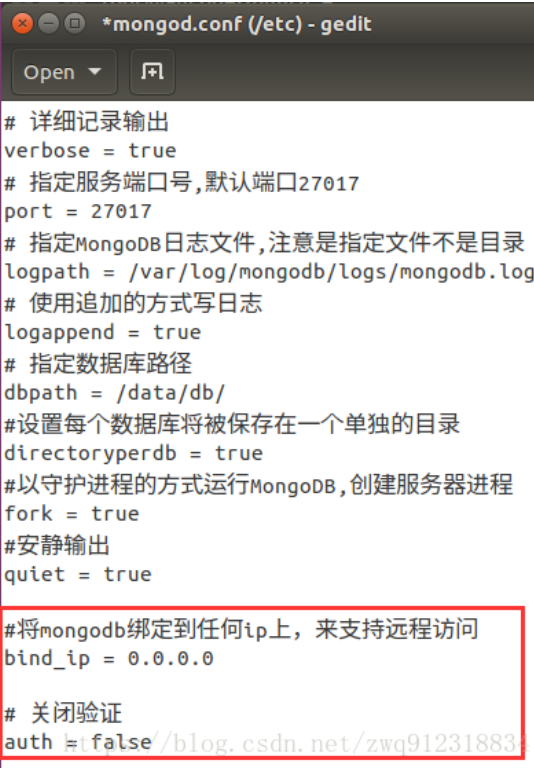 *mongod.conf (/etc) - gedit
Open
# 详细记录输出
verbose = true
# 指定服务端口号,默认端口27017
port = 27017
# 指定MongoDB日志文件,注意是指定文件不是目录
logpath = /var/log/mongodb/logs/mongodb.log
# 使用追加的方式写日志
logappend = true
# 指定数据库路径
dbpath = /data/db/
#设置每个数据库将被保存在一个单独的目录
directoryperdb = true
#以守护进程的方式运行MongoDB,创建服务器进程
fork = true
#安静输出
quiet = true
#将mongodb绑定到任何ip上，来支持远程访问
bind_ip = 0.0.0.0
# 关闭验证
auth = false
https://blog.csdn.net/zwq912318834